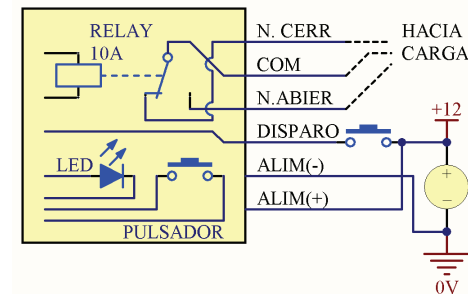 RELAY
10A
N. CERR
HACIA
CARGA
COM
N.ABIER
+12
DISPARO
LED
ALIM(-)
ALIM(+)
PULSADOR
+
−
0V